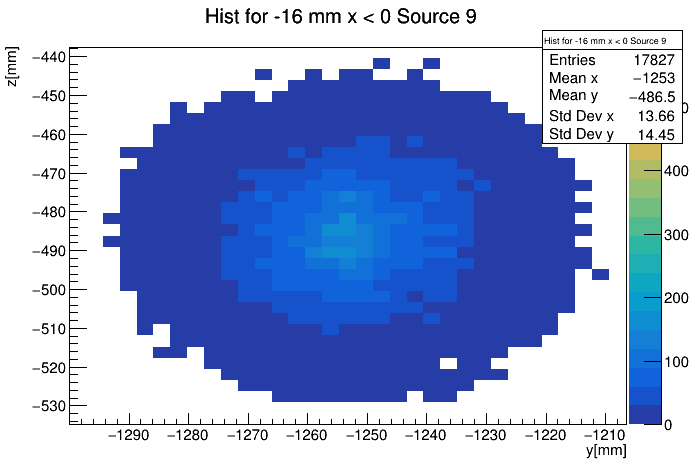 Hist for -16 mm x < 0 Source 9
z[mm]
−440
−450
−460
−470
−480
−490
−500
−510
−520
−530
Hist for -16 mm x < 0 Source 9
Entries 17827
Mean x −1253
Mean y −486.5
Std Dev x 13.66
Std Dev y 14.45
0
400
300
200
100
0
−1290 −1280 −1270 −1260 −1250 −1240 −1230 −1220 −1210
y[mm]